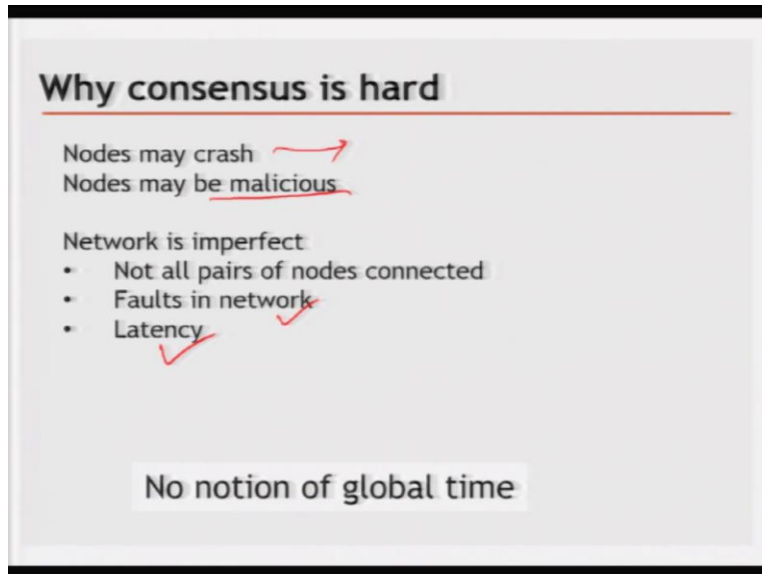 Why consensus is hard
Nodes may crash
Nodes may be malicious
Network is imperfect
• Not all pairs of nodes connected
• Faults in network
• Latency
No notion of global time